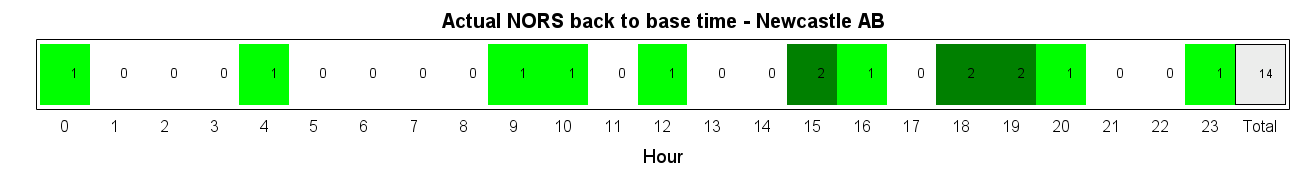 Actual NORS back to base time - Newcastle AB
1 0 0 0 1 0 0 0 0 1 1 0 1 0 0 2 1 0 2 2 1 0 0 1 14
0 1 2 3 4 5 6 7 8 9 10 11 12 13 14 15 16 17 18 19 20 21 22 23 Total
Hour